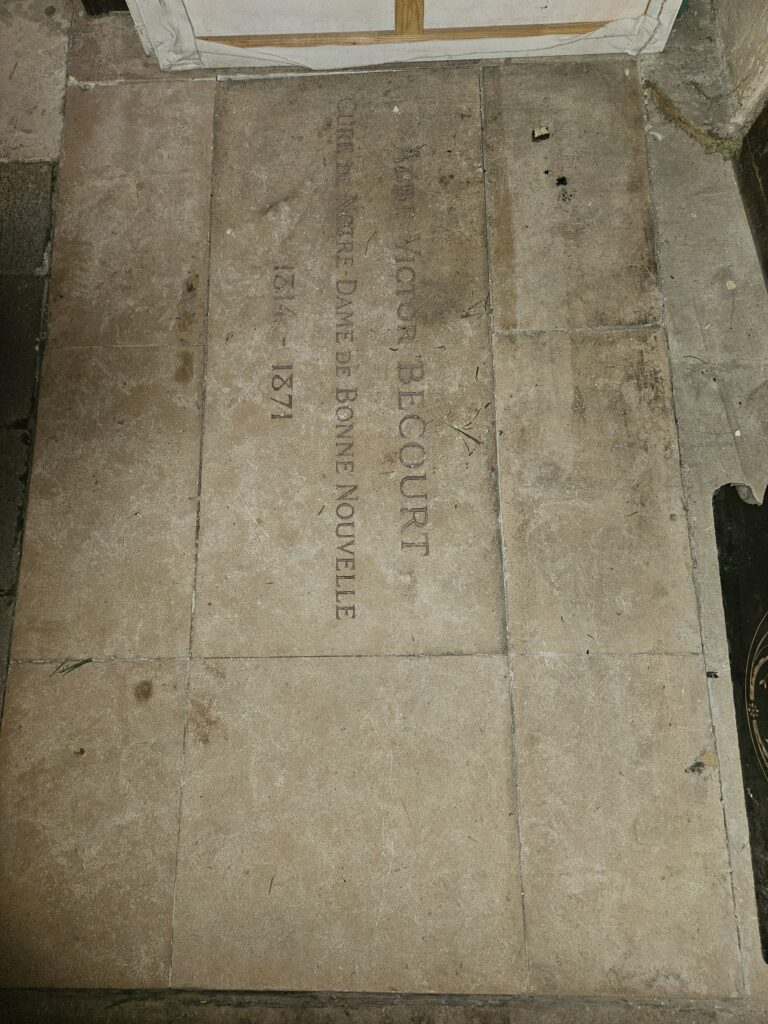 Abbé Victor BECOURT
Curé de Notre-Dame de Bonne Nouvelle
1814 - 1871